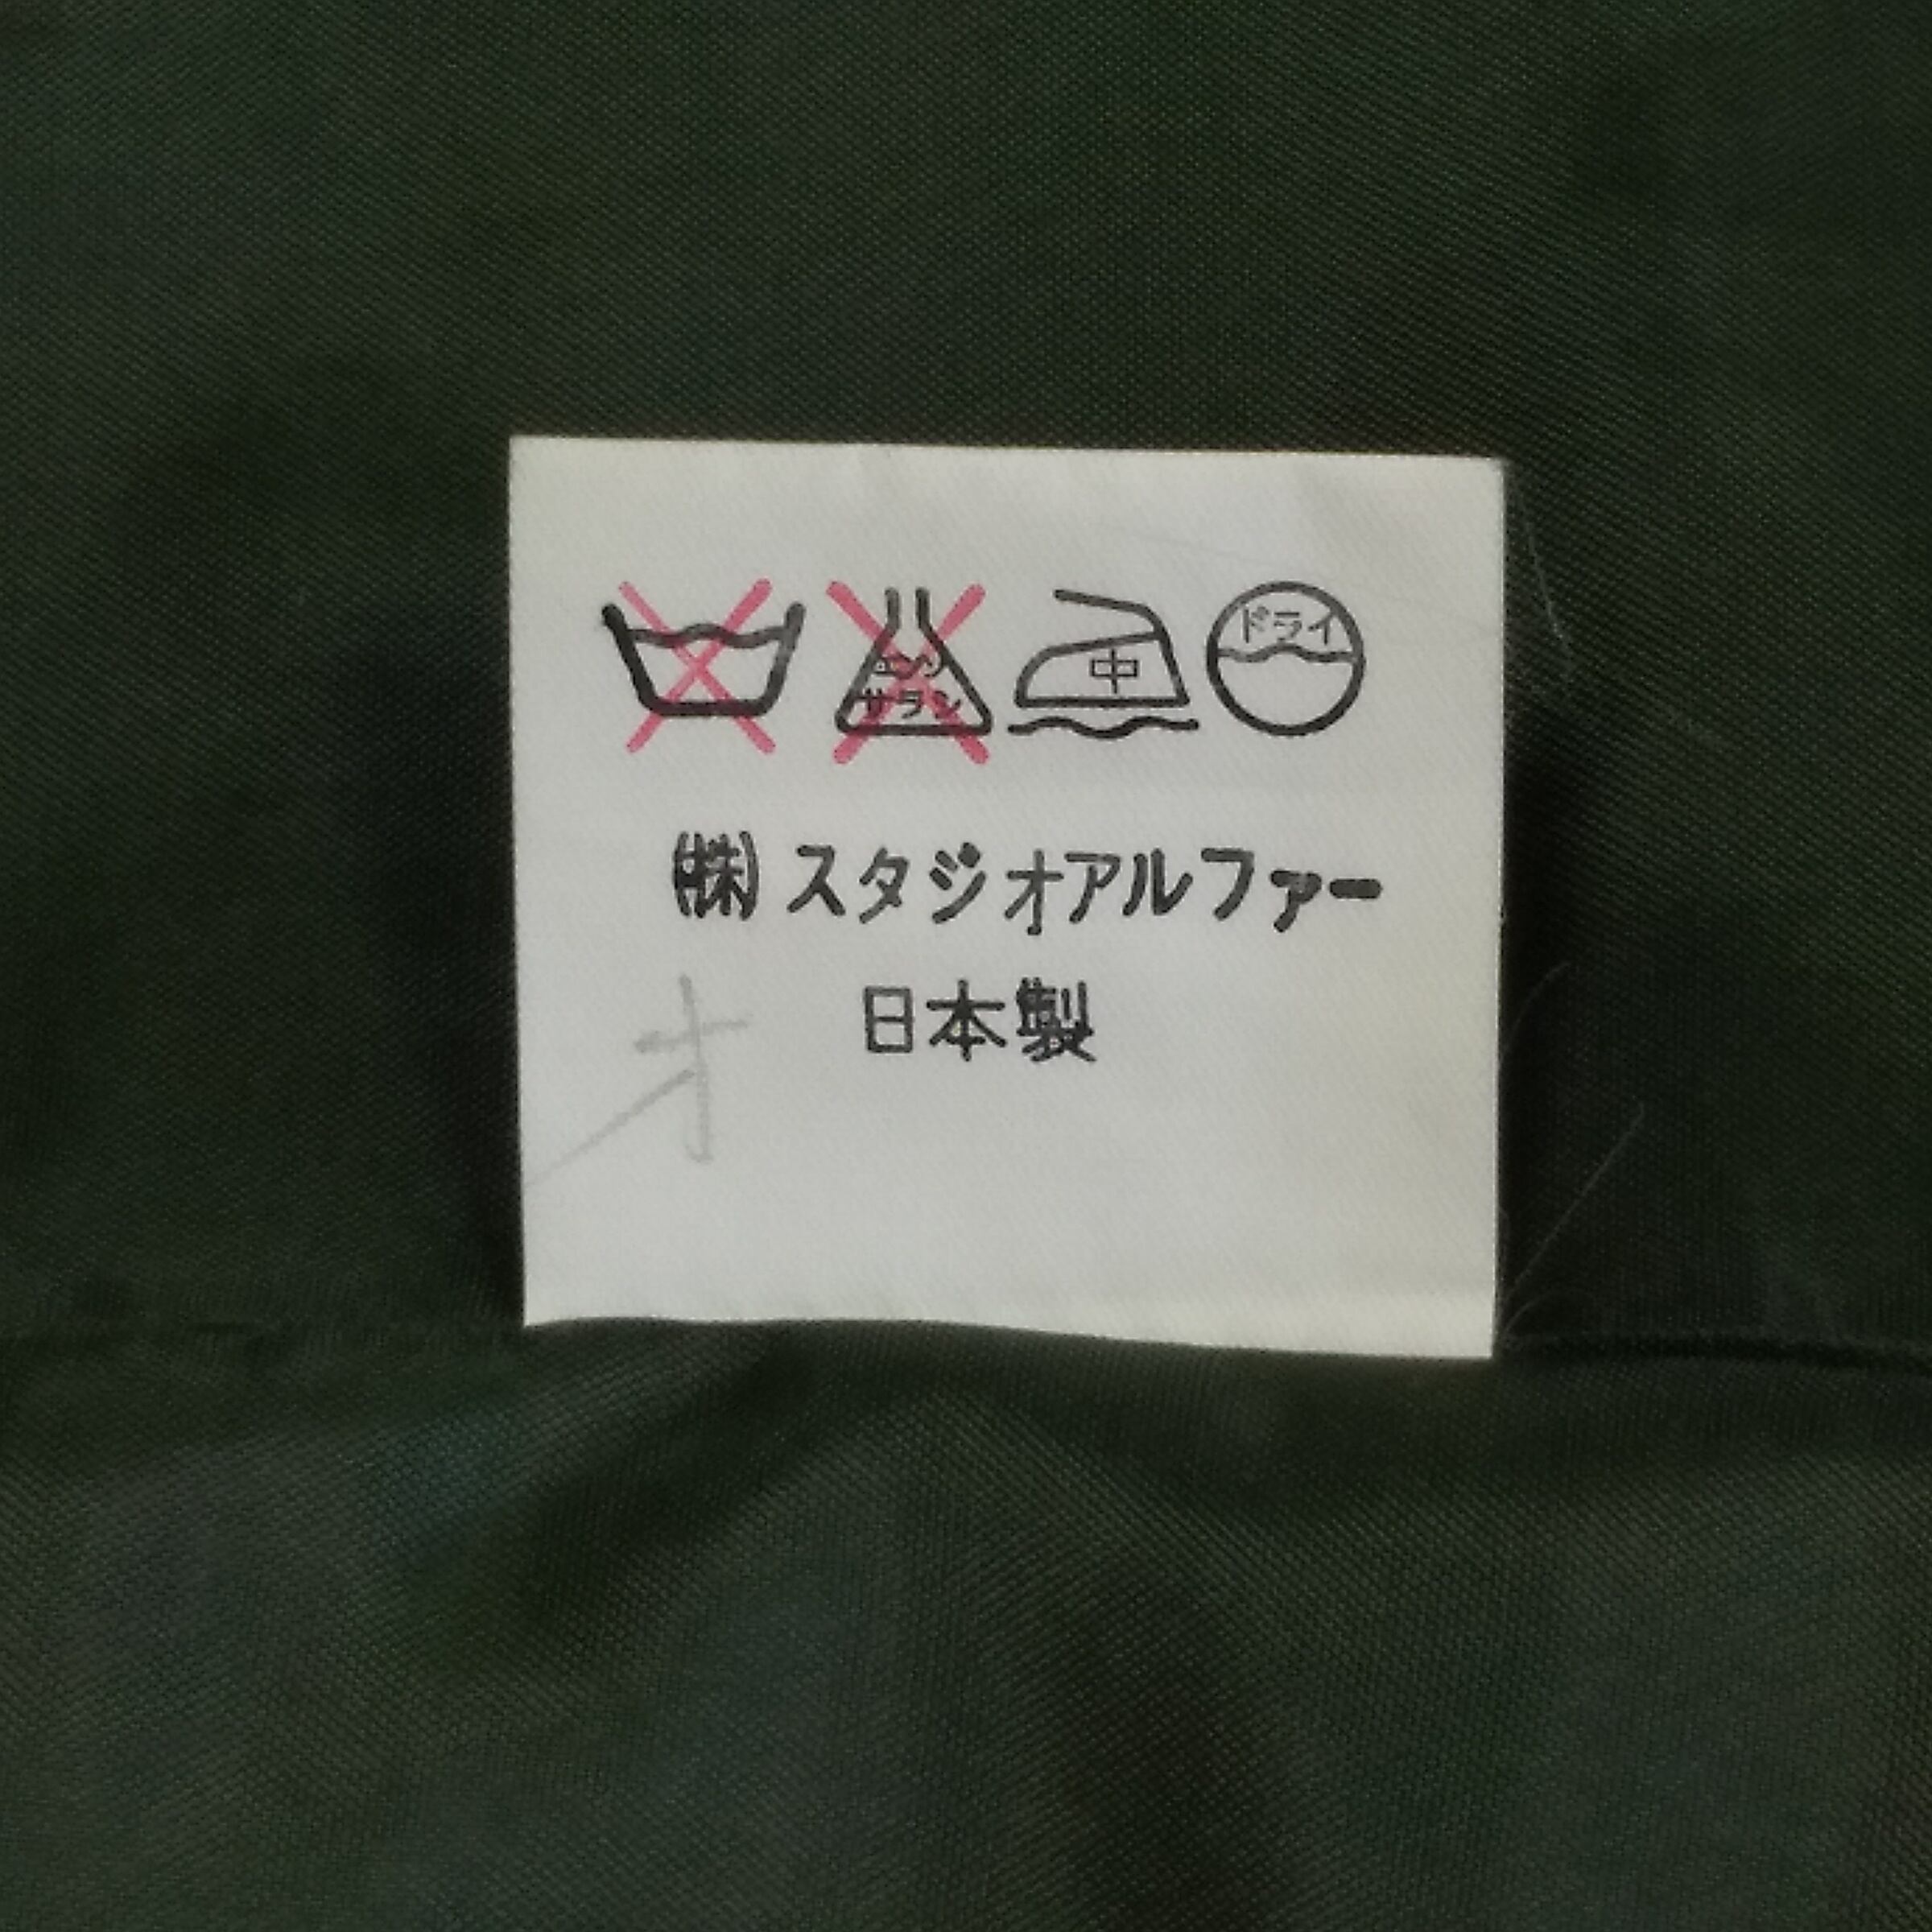 エンソ
サラシ
中
ドライ
㈱スタジオアルファー
日本製
オ